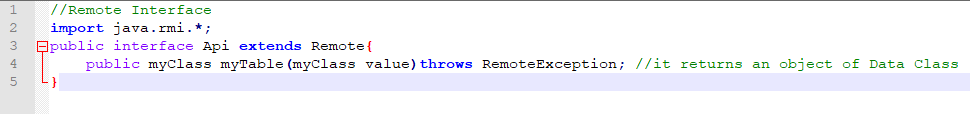 1 //Remote Interface
2 import java.rmi.*;
3 public interface Api extends Remote{
4 public myClass myTable(myClass value)throws RemoteException; //it returns an object of Data Class
5 }